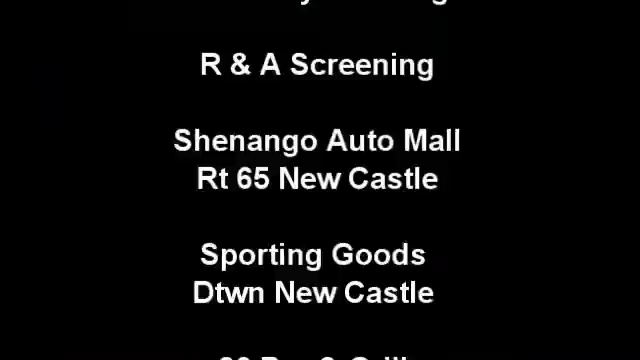 R & A Screening
Shenango Auto Mall
Rt 65 New Castle
Sporting Goods
Dtwn New Castle